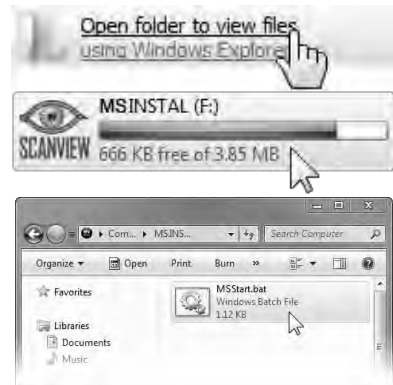 Open folder to view files
using Windows Explore
MSINSTAL (F:)
SCANVIEW
666 KB free of 3.85 MB
Com... MSINS... Search Computer
Organize Open Print Burn »
Favorites
MSStart.bat
Windows Batch File
1.12 KB
Libraries
Documents
Music